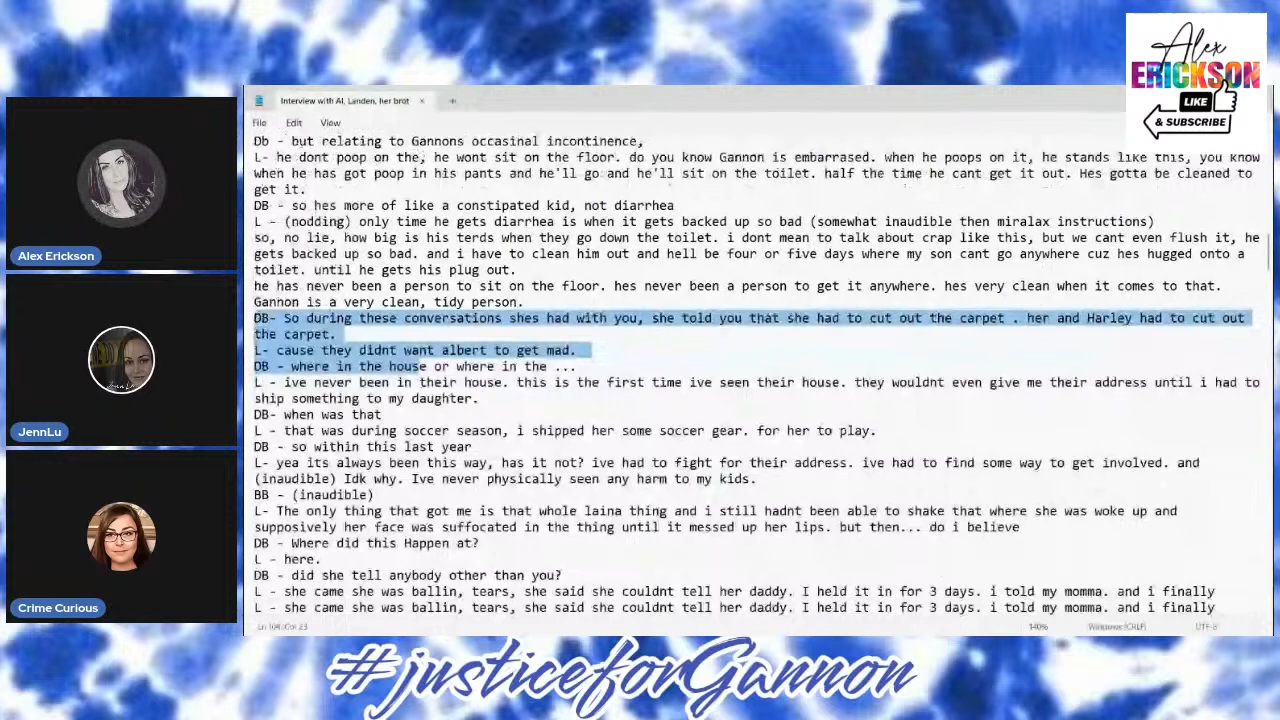 Alex
ERICKSON
LIKE
& SUBSCRIBE
Interview with Al, Landen, her brot
File Edit View
Db - but relating to Gannons occasinal incontinence,
L- he dont poop on the, he wont sit on the floor. do you know Gannon is embarrased. when he poops on it, he stands like this, you know
when he has got poop in his pants and he'll go and he'll sit on the toilet. half the time he cant get it out. Hes gotta be cleaned to
get it.
DB - so hes more of like a constipated kid, not diarrhea
L - (nodding) only time he gets diarrhea is when it gets backed up so bad (somewhat inaudible then miralax instructions)
so, no lie, how big is his terds when they go down the toilet. i dont mean to talk about crap like this, but we cant even flush it, he
gets backed up so bad. and i have to clean him out and hell be four or five days where my son cant go anywhere cuz hes hugged onto a
toilet. until he gets his plug out.
he has never been a person to sit on the floor. hes never been a person to get it anywhere. hes very clean when it comes to that.
Gannon is a very clean, tidy person.
DB- So during these conversations shes had with you, she told you that she had to cut out the carpet . her and Harley had to cut out
the carpet.
L- cause they didnt want albert to get mad.
DB - where in the house or where in the ...
L - ive never been in their house. this is the first time ive seen their house. they wouldnt even give me their address until i had to
ship something to my daughter.
DB- when was that
L - that was during soccer season, i shipped her some soccer gear. for her to play.
DB - so within this last year
L- yea its always been this way, has it not? ive had to fight for their address. ive had to find some way to get involved. and
(inaudible) Idk why. Ive never physically seen any harm to my kids.
BB - (inaudible)
L- The only thing that got me is that whole laina thing and i still hadnt been able to shake that where she was woke up and
supposively her face was suffocated in the thing until it messed up her lips. but then... do i believe
DB - Where did this Happen at?
L - here.
DB - did she tell anybody other than you?
L - she came she was ballin, tears, she said she couldnt tell her daddy. I held it in for 3 days. i told my momma. and i finally
L - she came she was ballin, tears, she said she couldnt tell her daddy. I held it in for 3 days. i told my momma. and i finally
Ln 104, Col 23 140% Windows (CRLF) UTF-8
Alex Erickson
JennLu
Crime Curious
#justiceforGannon